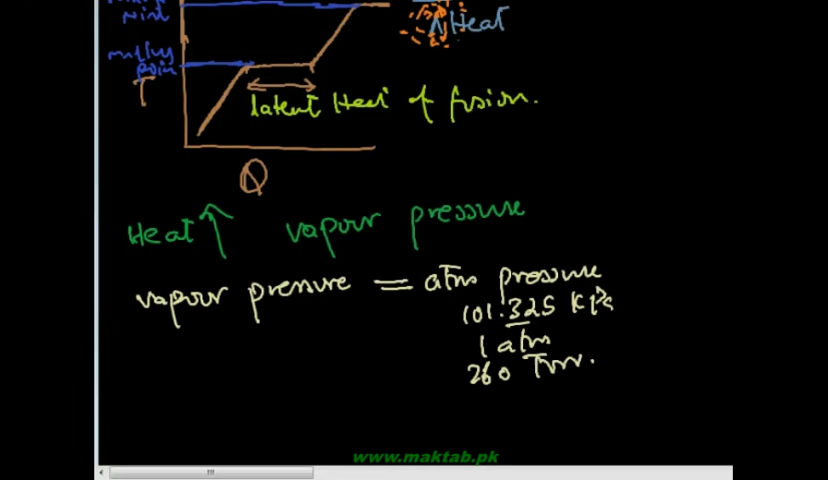 Heat
melting
point
T
latent Heat of fusion.
Q
Heat ↑ vapour pressure
vapour pressure = atm pressure
101.325 kPa
1 atm
260 Torr.
www.maktab.pk